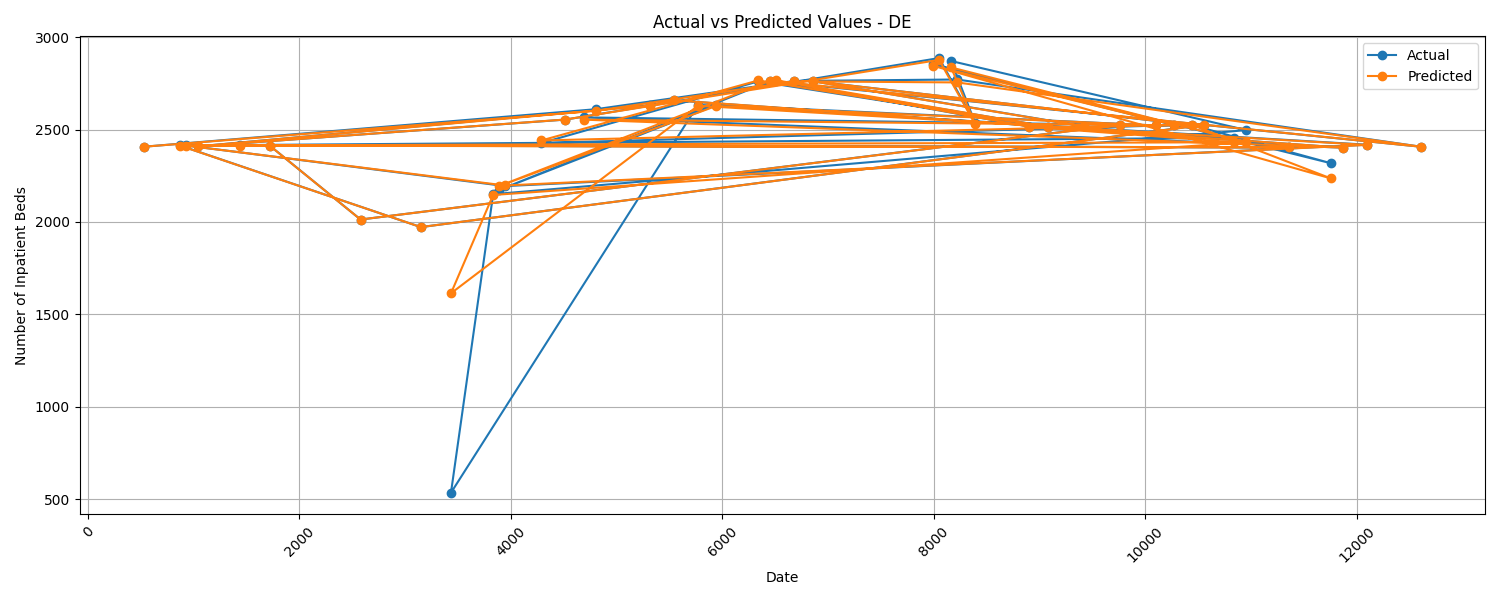 Actual vs Predicted Values - DE
Actual
Predicted
Number of Inpatient Beds
3000
2500
2000
1500
1000
500
0
2000
4000
6000
8000
10000
12000
Date